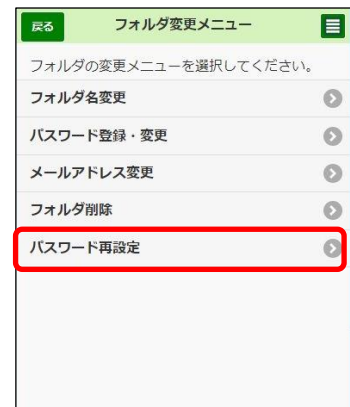 戻る フォルダ変更メニュー
フォルダの変更メニューを選択してください。
フォルダ名変更
パスワード登録・変更
メールアドレス変更
フォルダ削除
パスワード再設定